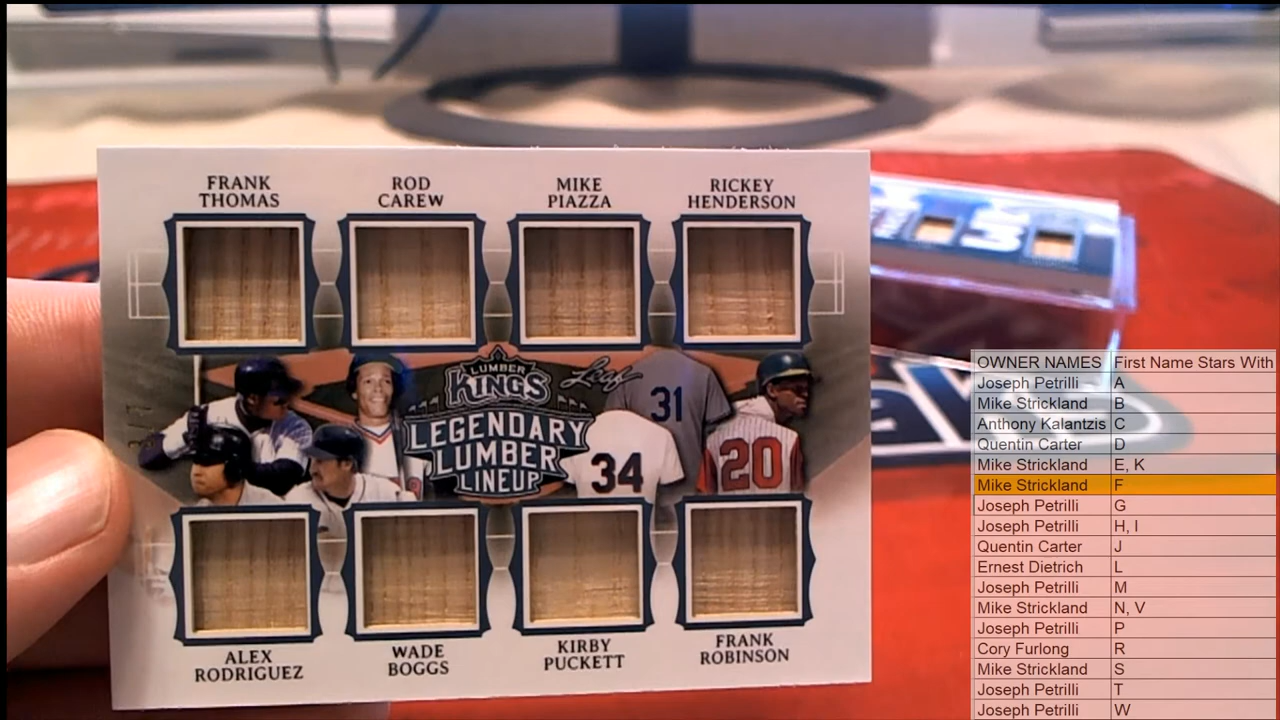 FRANK THOMAS
ROD CAREW
MIKE PIAZZA
RICKEY HENDERSON
LUMBER
KINGS
Leaf
LEGENDARY
LUMBER
LINEUP
31
34
20
ALEX RODRIGUEZ
WADE BOGGS
KIRBY PUCKETT
FRANK ROBINSON
OWNER NAMES First Name Stars With
Joseph Petrilli A
Mike Strickland B
Anthony Kalantzis C
Quentin Carter D
Mike Strickland E, K
Mike Strickland F
Joseph Petrilli G
Joseph Petrilli H, I
Quentin Carter J
Ernest Dietrich L
Joseph Petrilli M
Mike Strickland N, V
Joseph Petrilli P
Cory Furlong R
Mike Strickland S
Joseph Petrilli T
Joseph Petrilli W